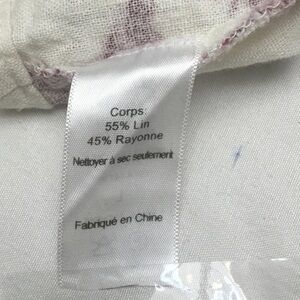 Corps:
55% Lin
45% Rayonne
Nettoyer à sec seulement
Fabriqué en Chine